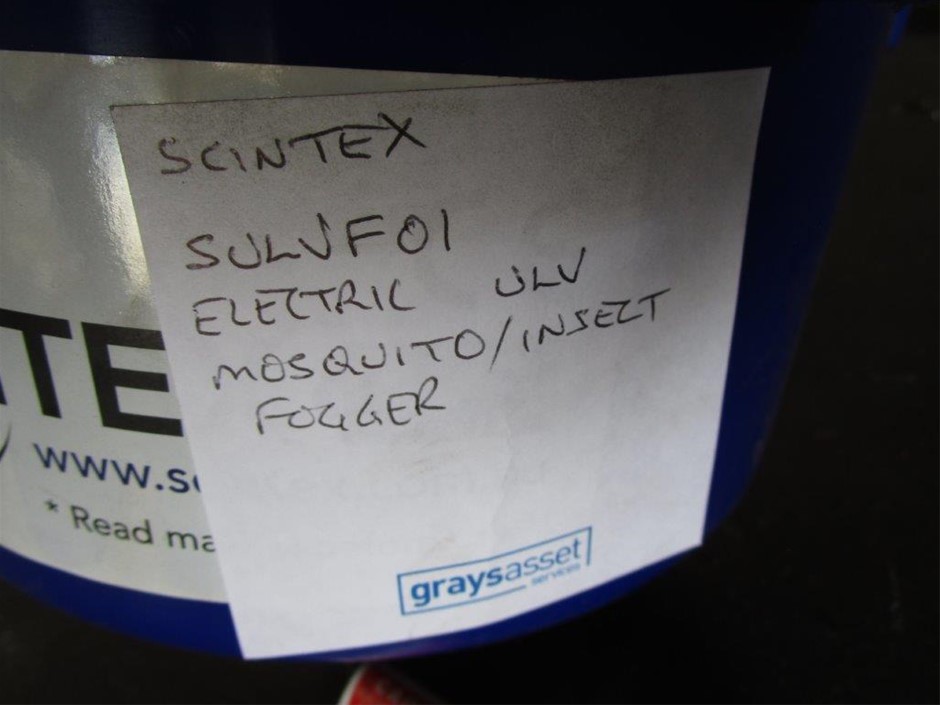 SCINTEX
SULVF01
ELECTRIC ULV
MOSQUITO/INSECT
FOGGER
TE
www.s
* Read ma
graysasset
services